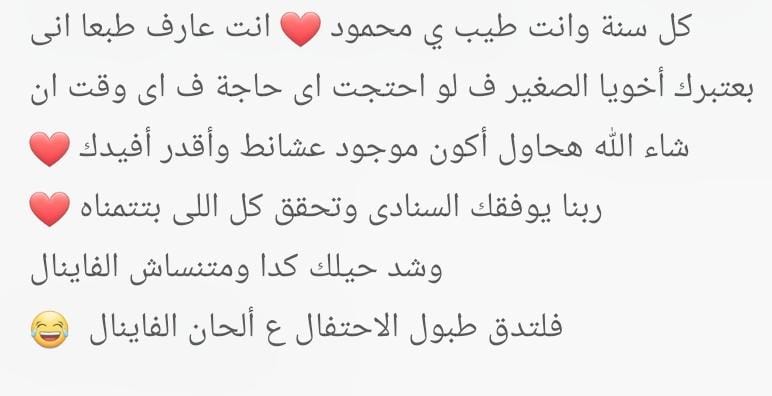 كل سنة وانت طيب ي محمود ❤️ انت عارف طبعا انى
بعتبرك أخويا الصغير ف لو احتجت اى حاجة ف اى وقت ان
شاء الله هحاول أكون موجود عشانط وأقدر أفيدك ❤️
ربنا يوفقك السنادى وتحقق كل اللى بتتمناه ❤️
وشد حيلك كدا ومتنساش الفاينال
فلتدق طبول الاحتفال ع ألحان الفاينال 😂